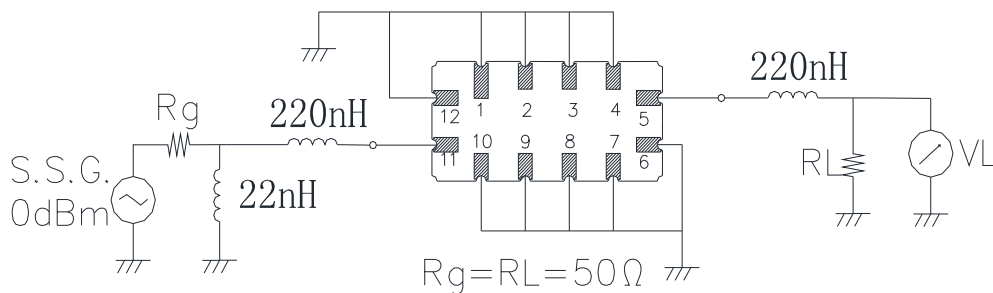 220nH
Rg
220nH
1 2 3 4
12 5
S.S.G.
0dBm
22nH
11 10 9 8 7 6
RL
VL
Rg=RL=50Ω